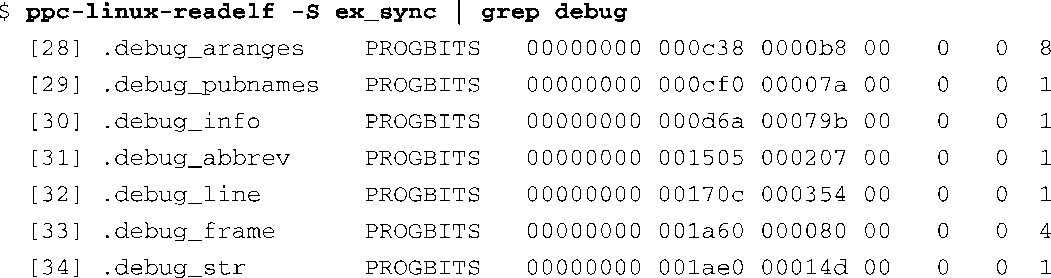 $ ppc-linux-readelf -S ex_sync | grep debug
[28] .debug_aranges PROGBITS 00000000 000c38 0000b8 00 0 0 8
[29] .debug_pubnames PROGBITS 00000000 000cf0 00007a 00 0 0 1
[30] .debug_info PROGBITS 00000000 000d6a 00079b 00 0 0 1
[31] .debug_abbrev PROGBITS 00000000 001505 000207 00 0 0 1
[32] .debug_line PROGBITS 00000000 00170c 000354 00 0 0 1
[33] .debug_frame PROGBITS 00000000 001a60 000080 00 0 0 4
[34] .debug_str PROGBITS 00000000 001ae0 00014d 00 0 0 1